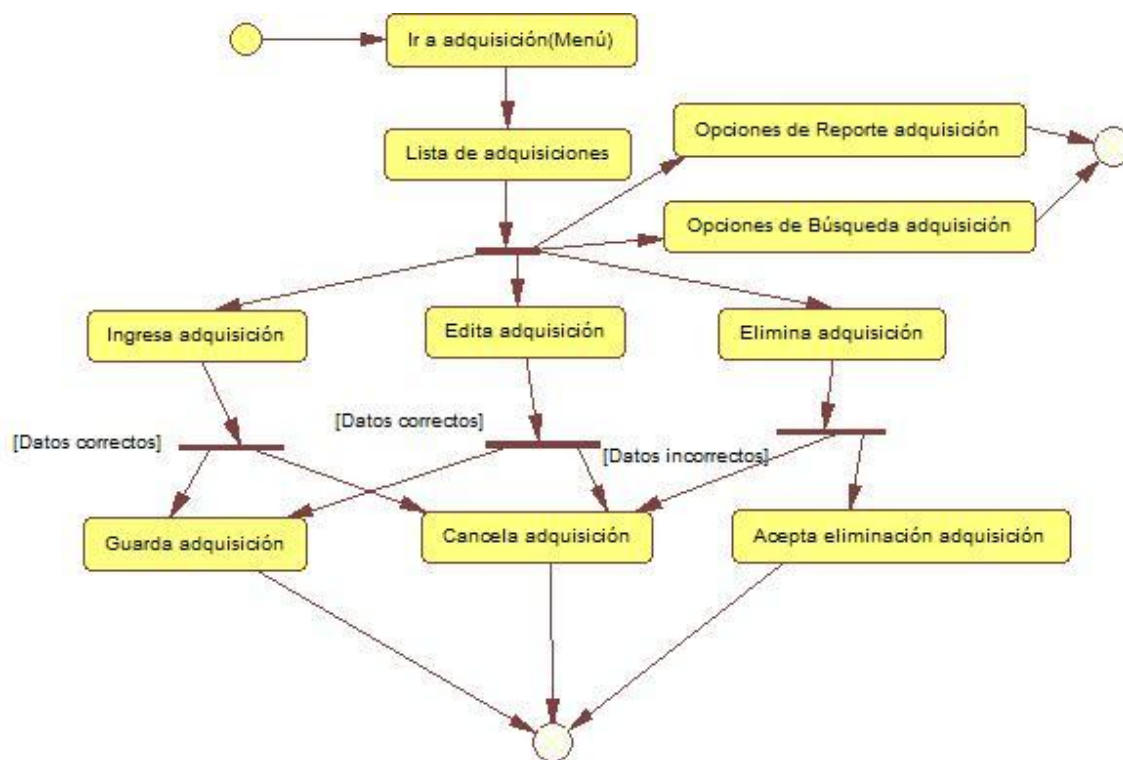 Ir a adquisición(Menú)
Opciones de Reporte adquisición
Lista de adquisiciones
Opciones de Búsqueda adquisición
Ingresa adquisición
Edita adquisición
Elimina adquisición
[Datos correctos]
[Datos correctos]
[Datos incorrectos]
Guarda adquisición
Cancela adquisición
Acepta eliminación adquisición